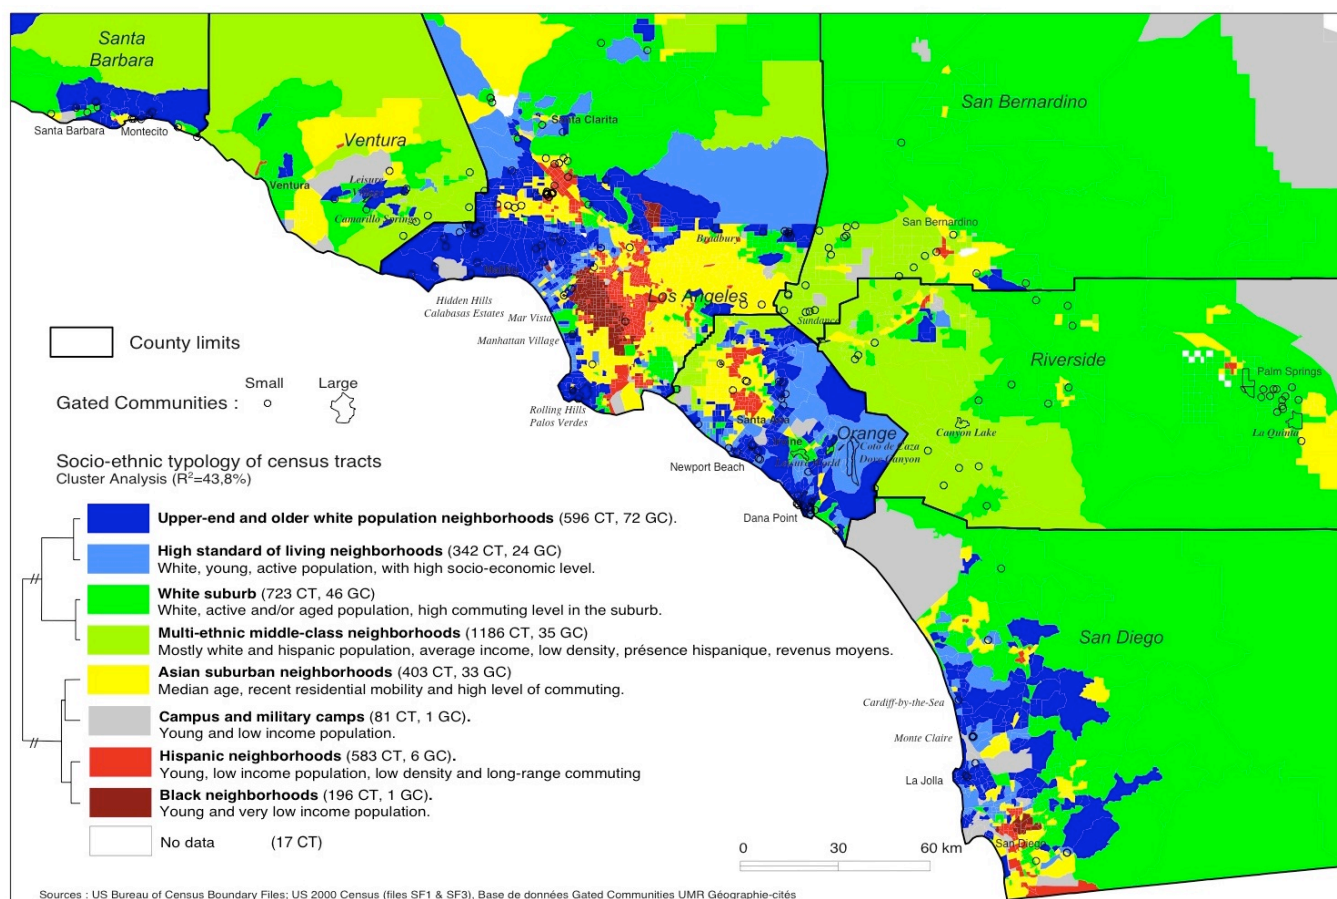 Santa
Barbara
San Bernardino
Santa Clarita
Santa Barbara
Montecito
Ventura
Leisure
Ventura
Camarillo Springs
San Bernardino
Bradbury
Los Angeles
Hidden Hills
Calabasas Estates
Mar Vista
Sundance
Manhattan Village
Riverside
Palm Springs
Rolling Hills
Palos Verdes
Santa Ana
Orange
Canyon Lake
La Quinta
Coto de Caza
Dove Canyon
Newport Beach
Dana Point
San Diego
Cardiff-by-the-Sea
Monte Claire
La Jolla
San Diego
County limits
Small
Large
Gated Communities :
Socio-ethnic typology of census tracts
Cluster Analysis (R²=43,8%)
Upper-end and older white population neighborhoods (596 CT, 72 GC).
High standard of living neighborhoods (342 CT, 24 GC)
White, young, active population, with high socio-economic level.
White suburb (723 CT, 46 GC)
White, active and/or aged population, high commuting level in the suburb.
Multi-ethnic middle-class neighborhoods (1186 CT, 35 GC)
Mostly white and hispanic population, average income, low density, présence hispanique, revenus moyens.
Asian suburban neighborhoods (403 CT, 33 GC)
Median age, recent residential mobility and high level of commuting.
Campus and military camps (81 CT, 1 GC).
Young and low income population.
Hispanic neighborhoods (583 CT, 6 GC).
Young, low income population, low density and long-range commuting
Black neighborhoods (196 CT, 1 GC).
Young and very low income population.
No data (17 CT)
0 30 60 km
Sources : US Bureau of Census Boundary Files; US 2000 Census (files SF1 & SF3), Base de données Gated Communities UMR Géographie-cités